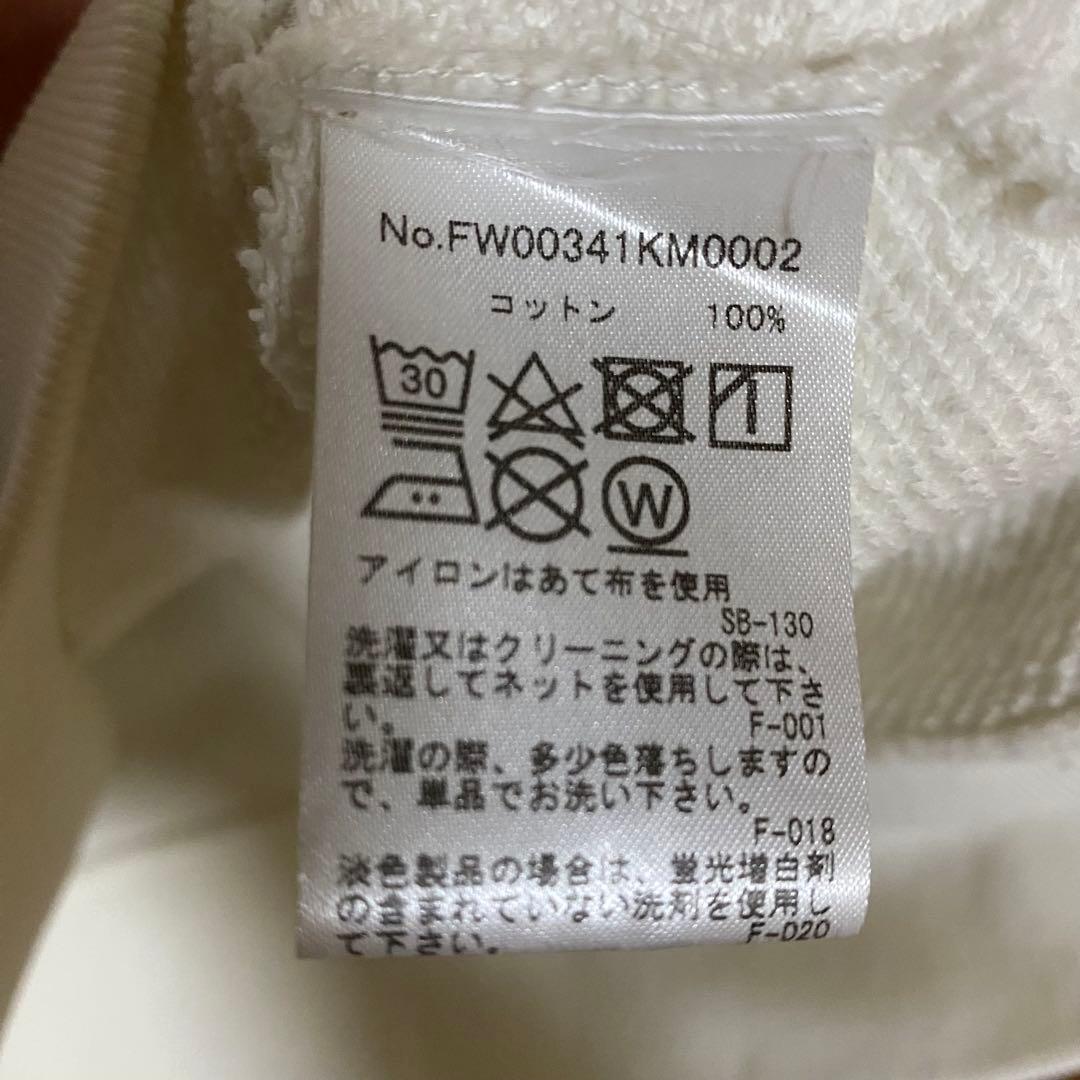 No.FW00341KM0002
コットン 100%
30
W
アイロンはあて布を使用
SB-130
洗濯又はクリーニングの際は、
裏返してネットを使用して下さ
い。 F-001
洗濯の際、多少色落ちしますの
で、単品でお洗い下さい。
F-018
淡色製品の場合は、蛍光増白剤
の含まれていない洗剤を使用し
て下さい。 F-020